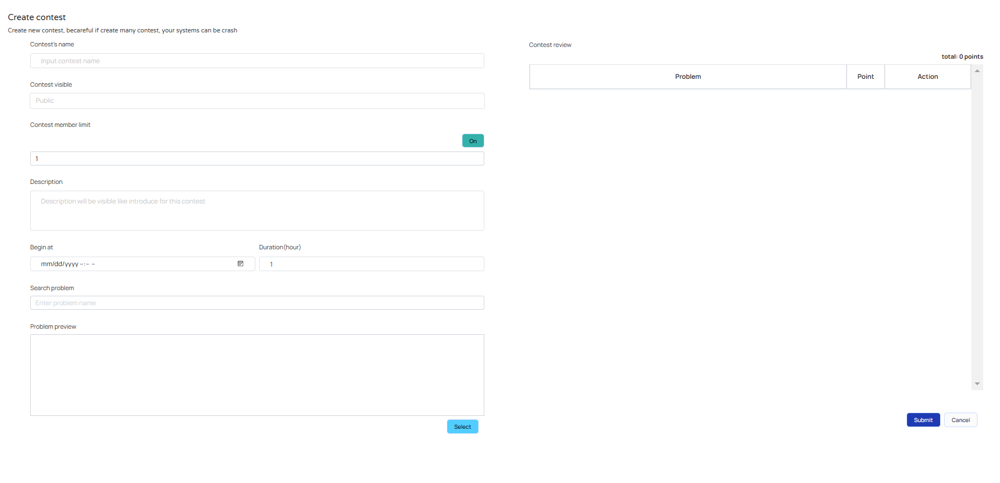 Create contest
Create new contest, becareful if create many contest, your systems can be crash
Contest's name
Input contest name
Contest visible
Public
Contest member limit
On
1
Description
Description will be visible like introduce for this contest
Begin at
Duration(hour)
mm/dd/yyyy --:-- --
1
Search problem
Enter problem name
Problem preview
Select
Contest review
total: 0 points
Problem
Point
Action
Submit
Cancel